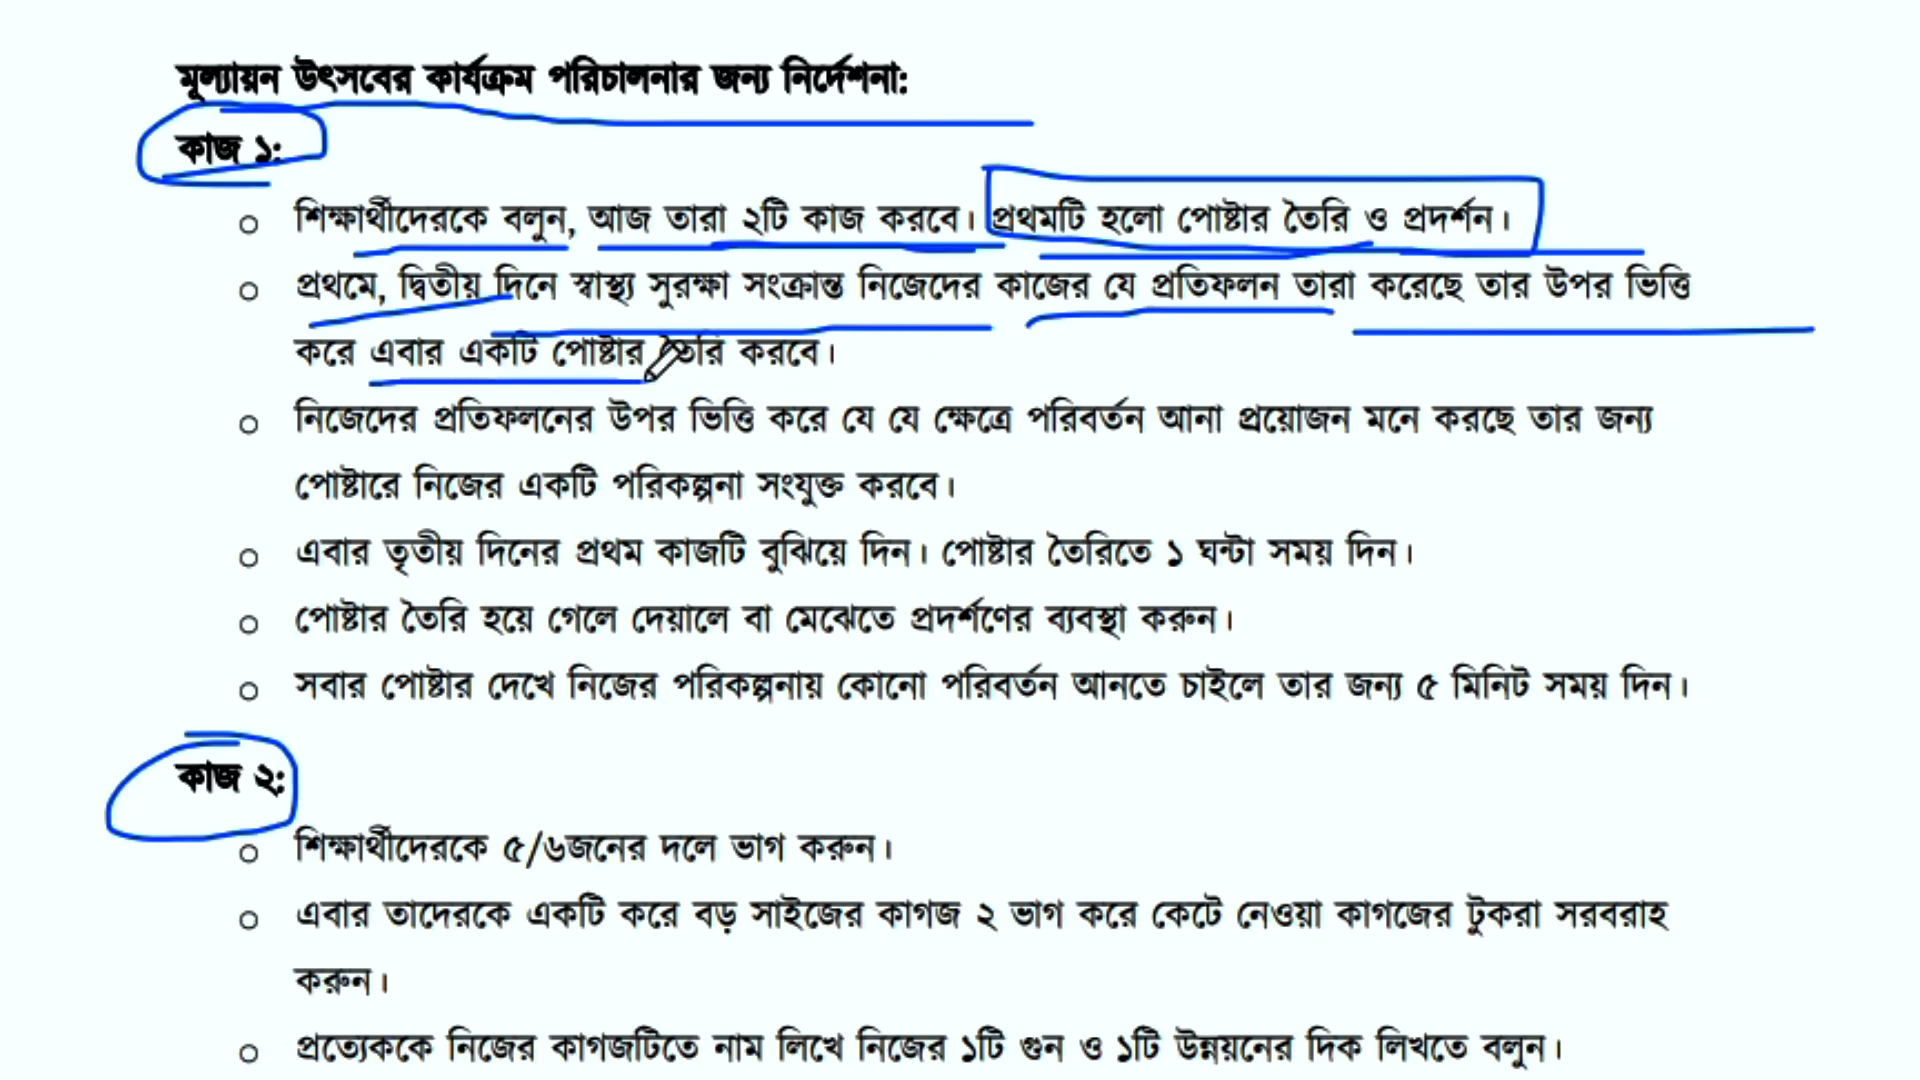 মূল্যায়ন উৎসবের কার্যক্রম পরিচালনার জন্য নির্দেশনা:
কাজ ১:
○ শিক্ষার্থীদেরকে বলুন, আজ তারা ২টি কাজ করবে। প্রথমটি হলো পোষ্টার তৈরি ও প্রদর্শন।
○ প্রথমে, দ্বিতীয় দিনে স্বাস্থ্য সুরক্ষা সংক্রান্ত নিজেদের কাজের যে প্রতিফলন তারা করেছে তার উপর ভিত্তি
করে এবার একটি পোষ্টার তৈরি করবে।
○ নিজেদের প্রতিফলনের উপর ভিত্তি করে যে যে ক্ষেত্রে পরিবর্তন আনা প্রয়োজন মনে করছে তার জন্য
পোষ্টারে নিজের একটি পরিকল্পনা সংযুক্ত করবে।
○ এবার তৃতীয় দিনের প্রথম কাজটি বুঝিয়ে দিন। পোষ্টার তৈরিতে ১ ঘন্টা সময় দিন।
○ পোষ্টার তৈরি হয়ে গেলে দেয়ালে বা মেঝেতে প্রদর্শণের ব্যবস্থা করুন।
○ সবার পোষ্টার দেখে নিজের পরিকল্পনায় কোনো পরিবর্তন আনতে চাইলে তার জন্য ৫ মিনিট সময় দিন।
কাজ ২:
○ শিক্ষার্থীদেরকে ৫/৬জনের দলে ভাগ করুন।
○ এবার তাদেরকে একটি করে বড় সাইজের কাগজ ২ ভাগ করে কেটে নেওয়া কাগজের টুকরা সরবরাহ
করুন।
○ প্রত্যেককে নিজের কাগজটিতে নাম লিখে নিজের ১টি গুন ও ১টি উন্নয়নের দিক লিখতে বলুন।